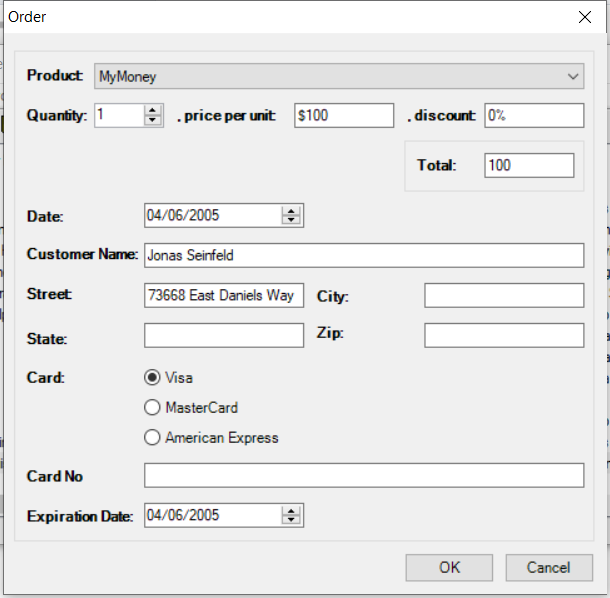 Order
Product: MyMoney
Quantity: 1 . price per unit: $100 . discount: 0%
Total: 100
Date: 04/06/2005
Customer Name: Jonas Seinfeld
Street: 73668 East Daniels Way City:
State: Zip:
Card: Visa
MasterCard
American Express
Card No
Expiration Date: 04/06/2005
OK Cancel